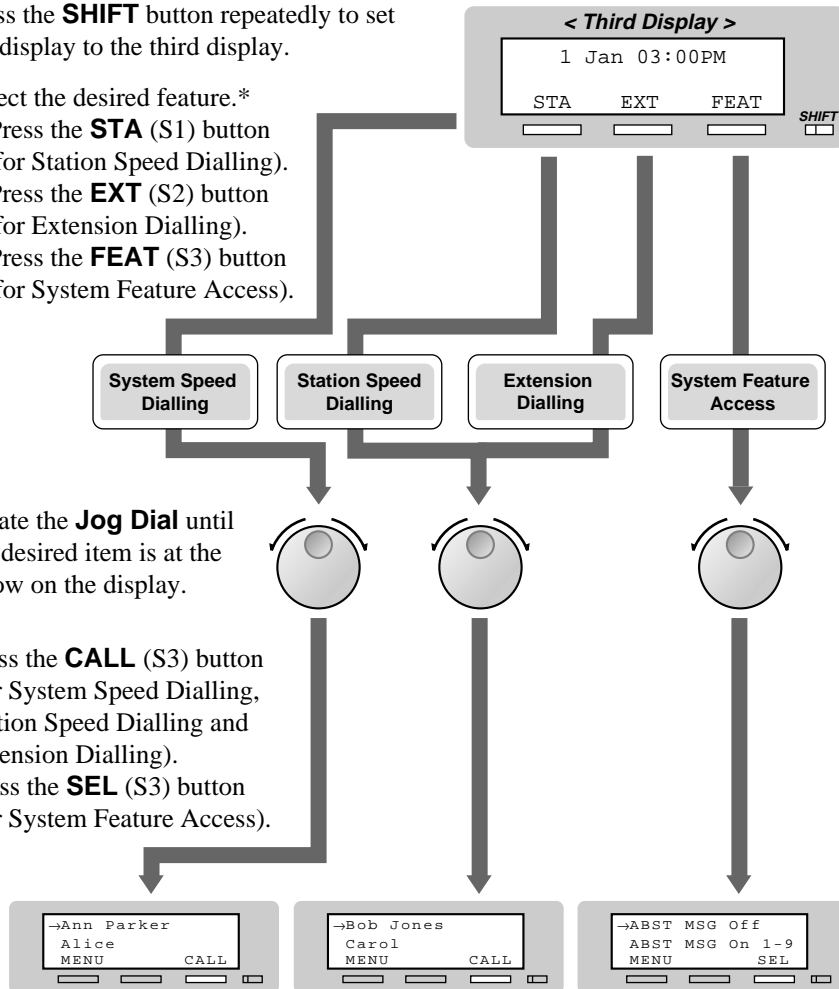 ss the SHIFT button repeatedly to set
display to the third display.
ect the desired feature.*
Press the STA (S1) button
for Station Speed Dialling).
Press the EXT (S2) button
for Extension Dialling).
Press the FEAT (S3) button
for System Feature Access).
< Third Display >
1 Jan 03:00PM
STA EXT FEAT
SHIFT
System Speed
Dialling
Station Speed
Dialling
Extension
Dialling
System Feature
Access
ate the Jog Dial until
desired item is at the
ow on the display.
ss the CALL (S3) button
r System Speed Dialling,
tion Speed Dialling and
ension Dialling).
ss the SEL (S3) button
r System Feature Access).
→Ann Parker
Alice
MENU CALL
→Bob Jones
Carol
MENU CALL
→ABST MSG Off
ABST MSG On 1-9
MENU SEL